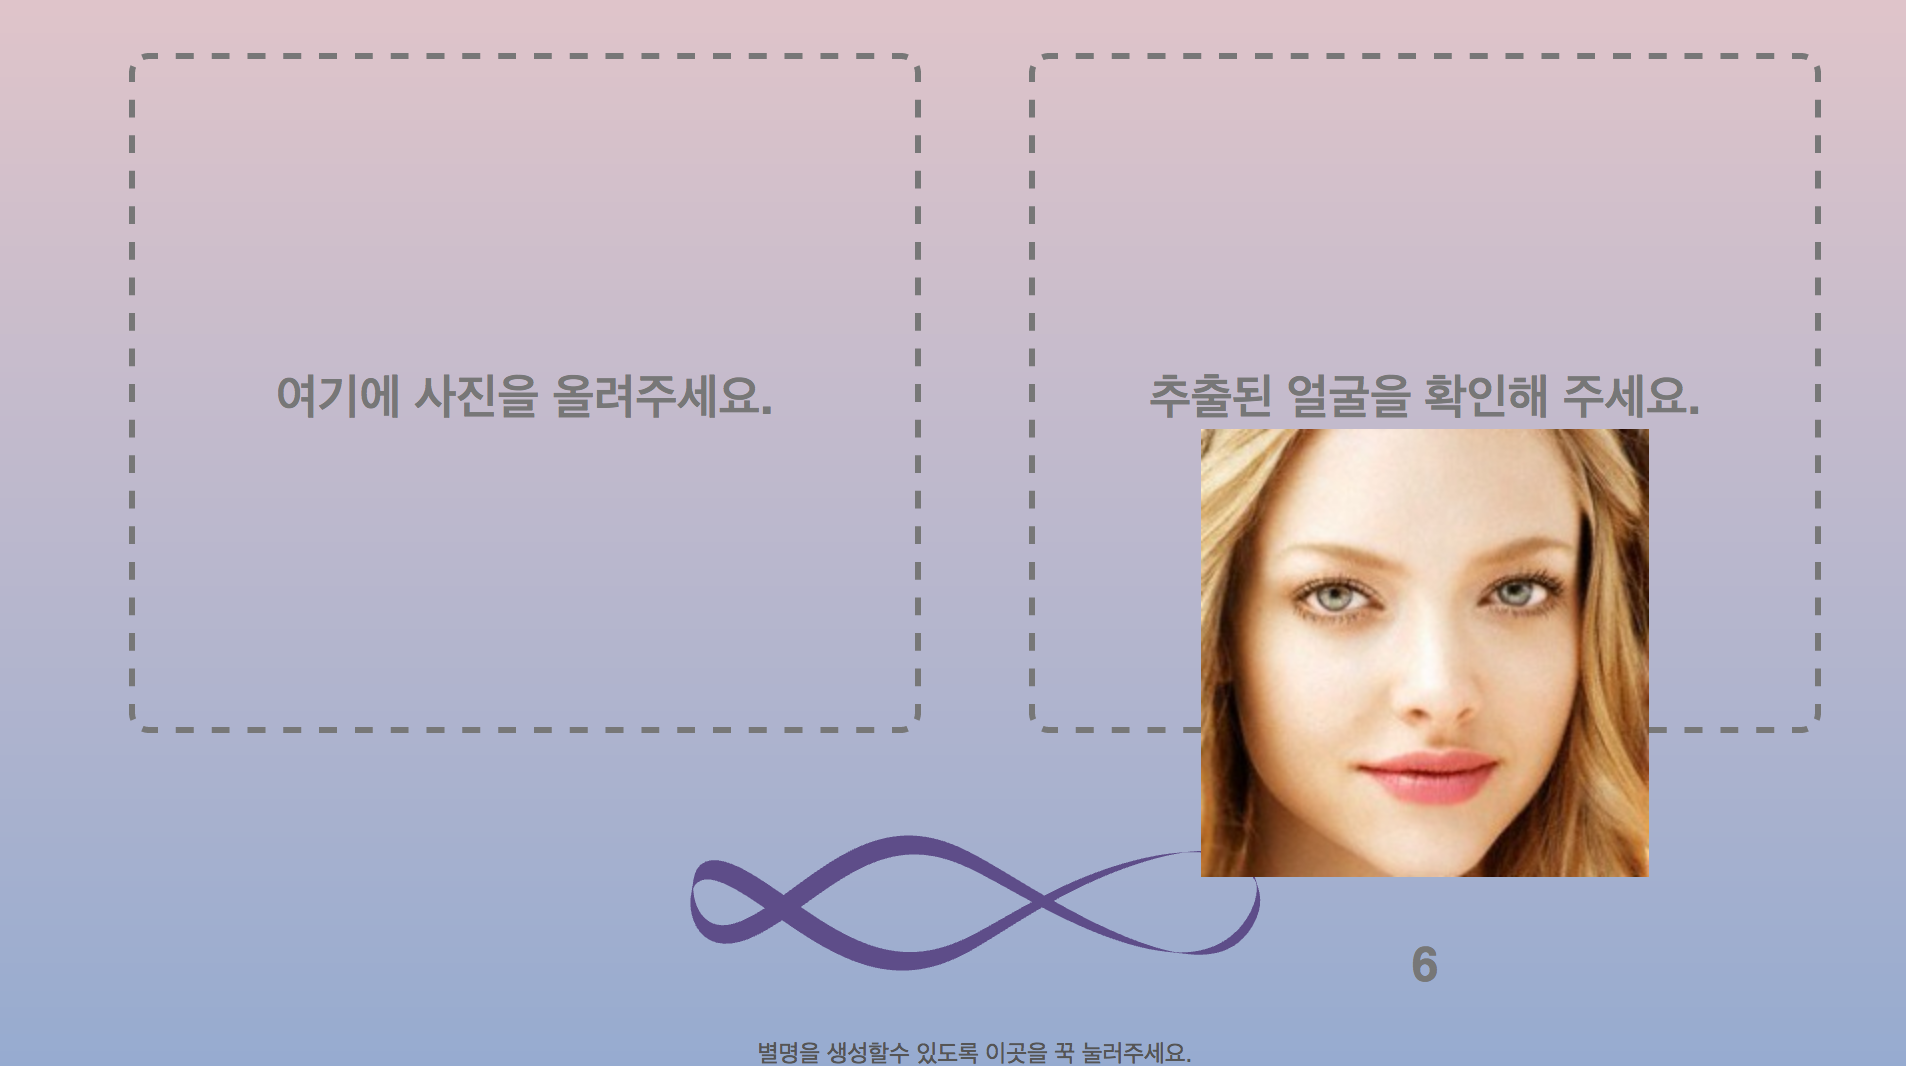 여기에 사진을 올려주세요.
추출된 얼굴을 확인해 주세요.
6
별명을 생성할수 있도록 이곳을 꾹 눌러주세요.